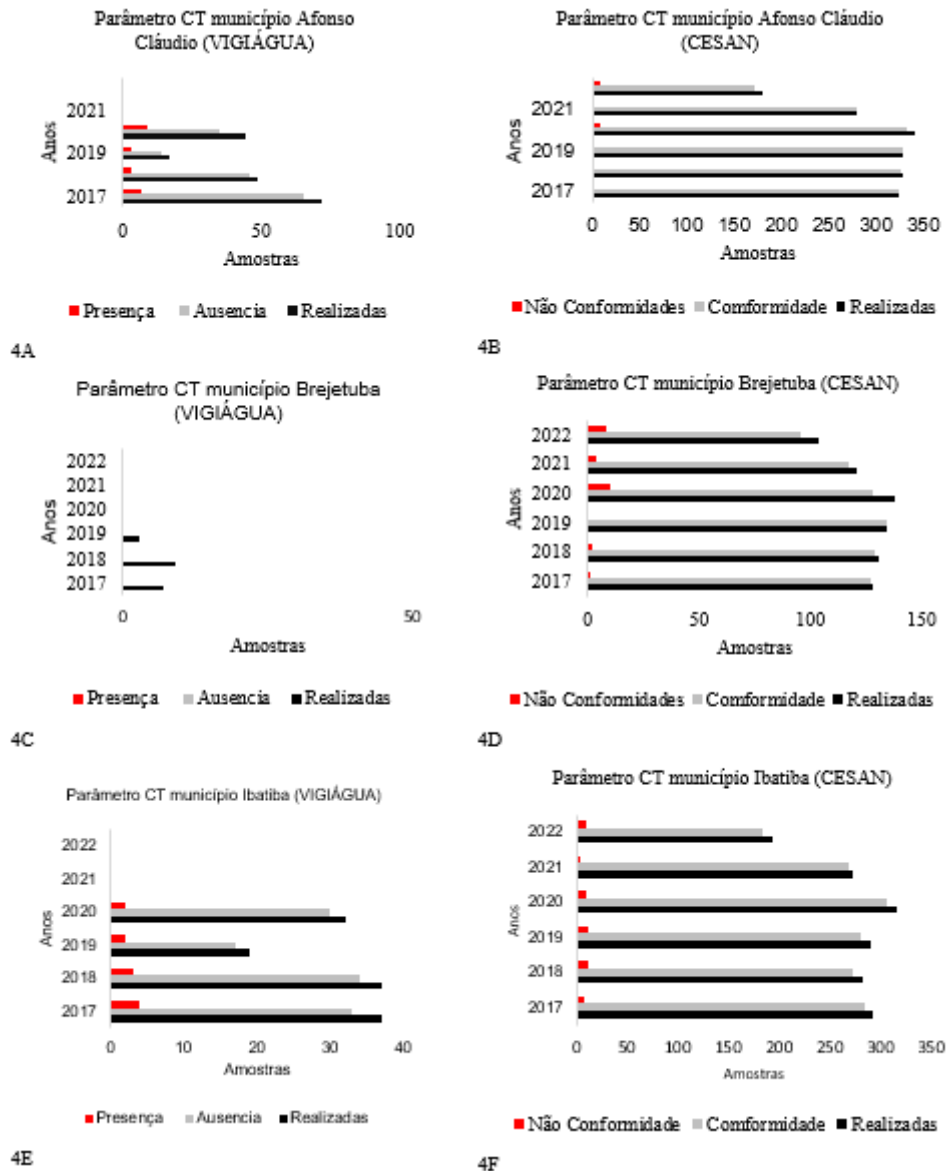 Parâmetro CT município Afonso
Cláudio (VIGIÁGUA)
Anos
2021
2019
2017
0 50 100
Amostras
Presença Ausencia Realizadas
4A
Parâmetro CT município Afonso Cláudio
(CESAN)
Anos
2021
2019
2017
0 50 100 150 200 250 300 350
Amostras
Não Conformidades Comformidade Realizadas
4B
Parâmetro CT município Brejetuba
(VIGIÁGUA)
Anos
2022
2021
2020
2019
2018
2017
0 50
Amostras
Presença Ausencia Realizadas
4C
Parâmetro CT município Brejetuba (CESAN)
Anos
2022
2021
2020
2019
2018
2017
0 50 100 150
Amostras
Não Conformidades Comformidade Realizadas
4D
Parâmetro CT município Ibatiba (VIGIÁGUA)
Anos
2022
2021
2020
2019
2018
2017
0 10 20 30 40
Amostras
Presença Ausencia Realizadas
4E
Parâmetro CT município Ibatiba (CESAN)
Anos
2022
2021
2020
2019
2018
2017
0 50 100 150 200 250 300 350
Amostras
Não Conformidade Comformidade Realizadas
4F